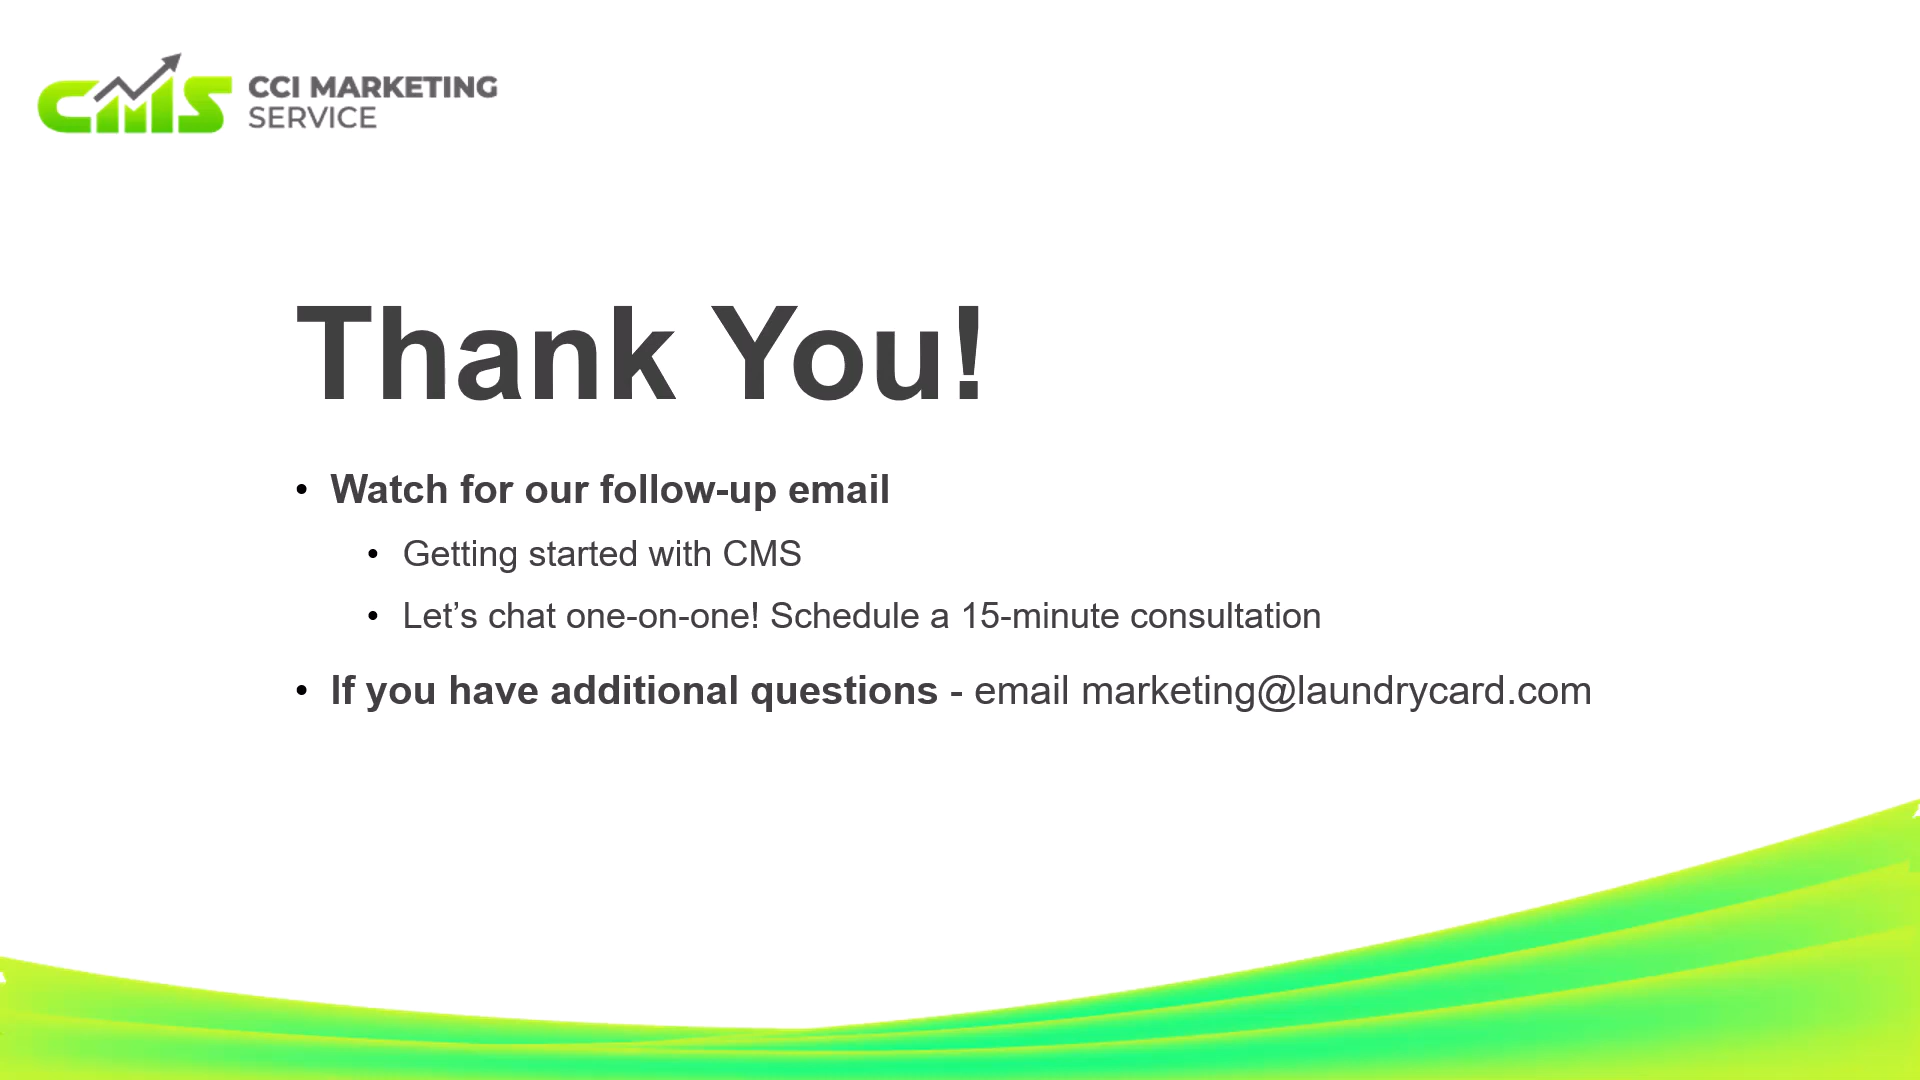 CMS CCI MARKETING
SERVICE
Thank You!
• Watch for our follow-up email
• Getting started with CMS
• Let’s chat one-on-one! Schedule a 15-minute consultation
• If you have additional questions - email marketing@laundrycard.com